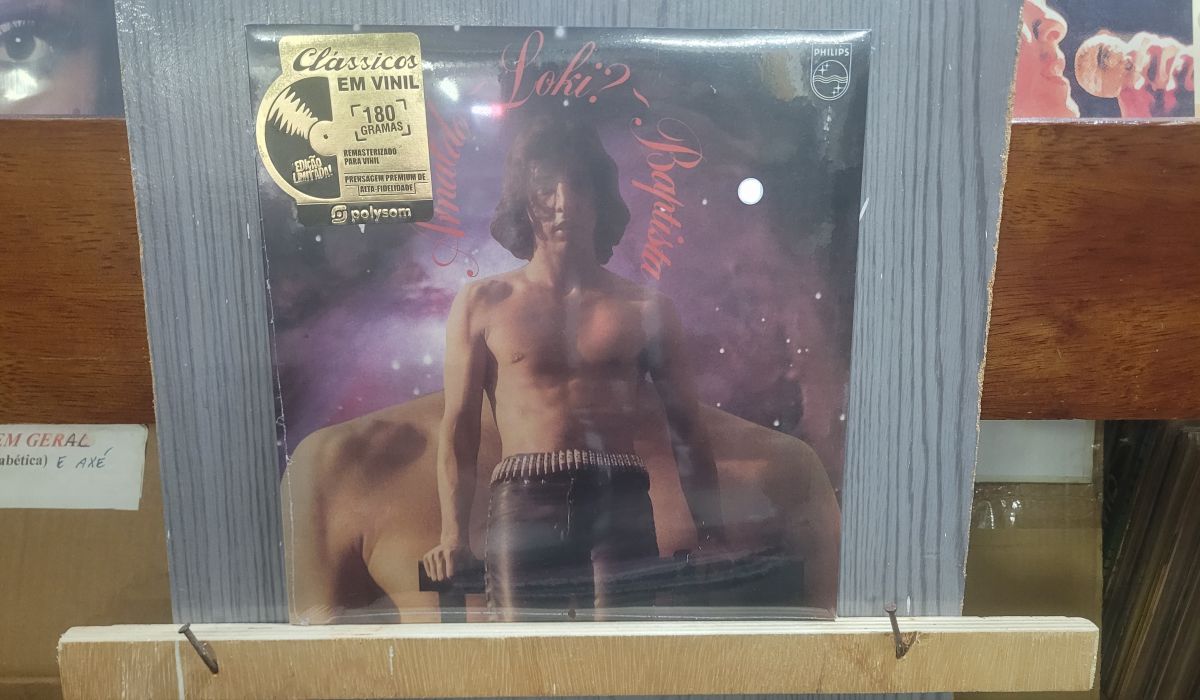 Clássicos
EM VINIL
180
GRAMAS
REMASTERIZADO
PARA VINIL
EDIÇÃO
LIMITADA!
PRENSAGEM PREMIUM DE
ALTA-FIDELIDADE
polysom
Arnaldo
Loki?
Baptista
PHILIPS
EM GERAL
abética) E AXÉ